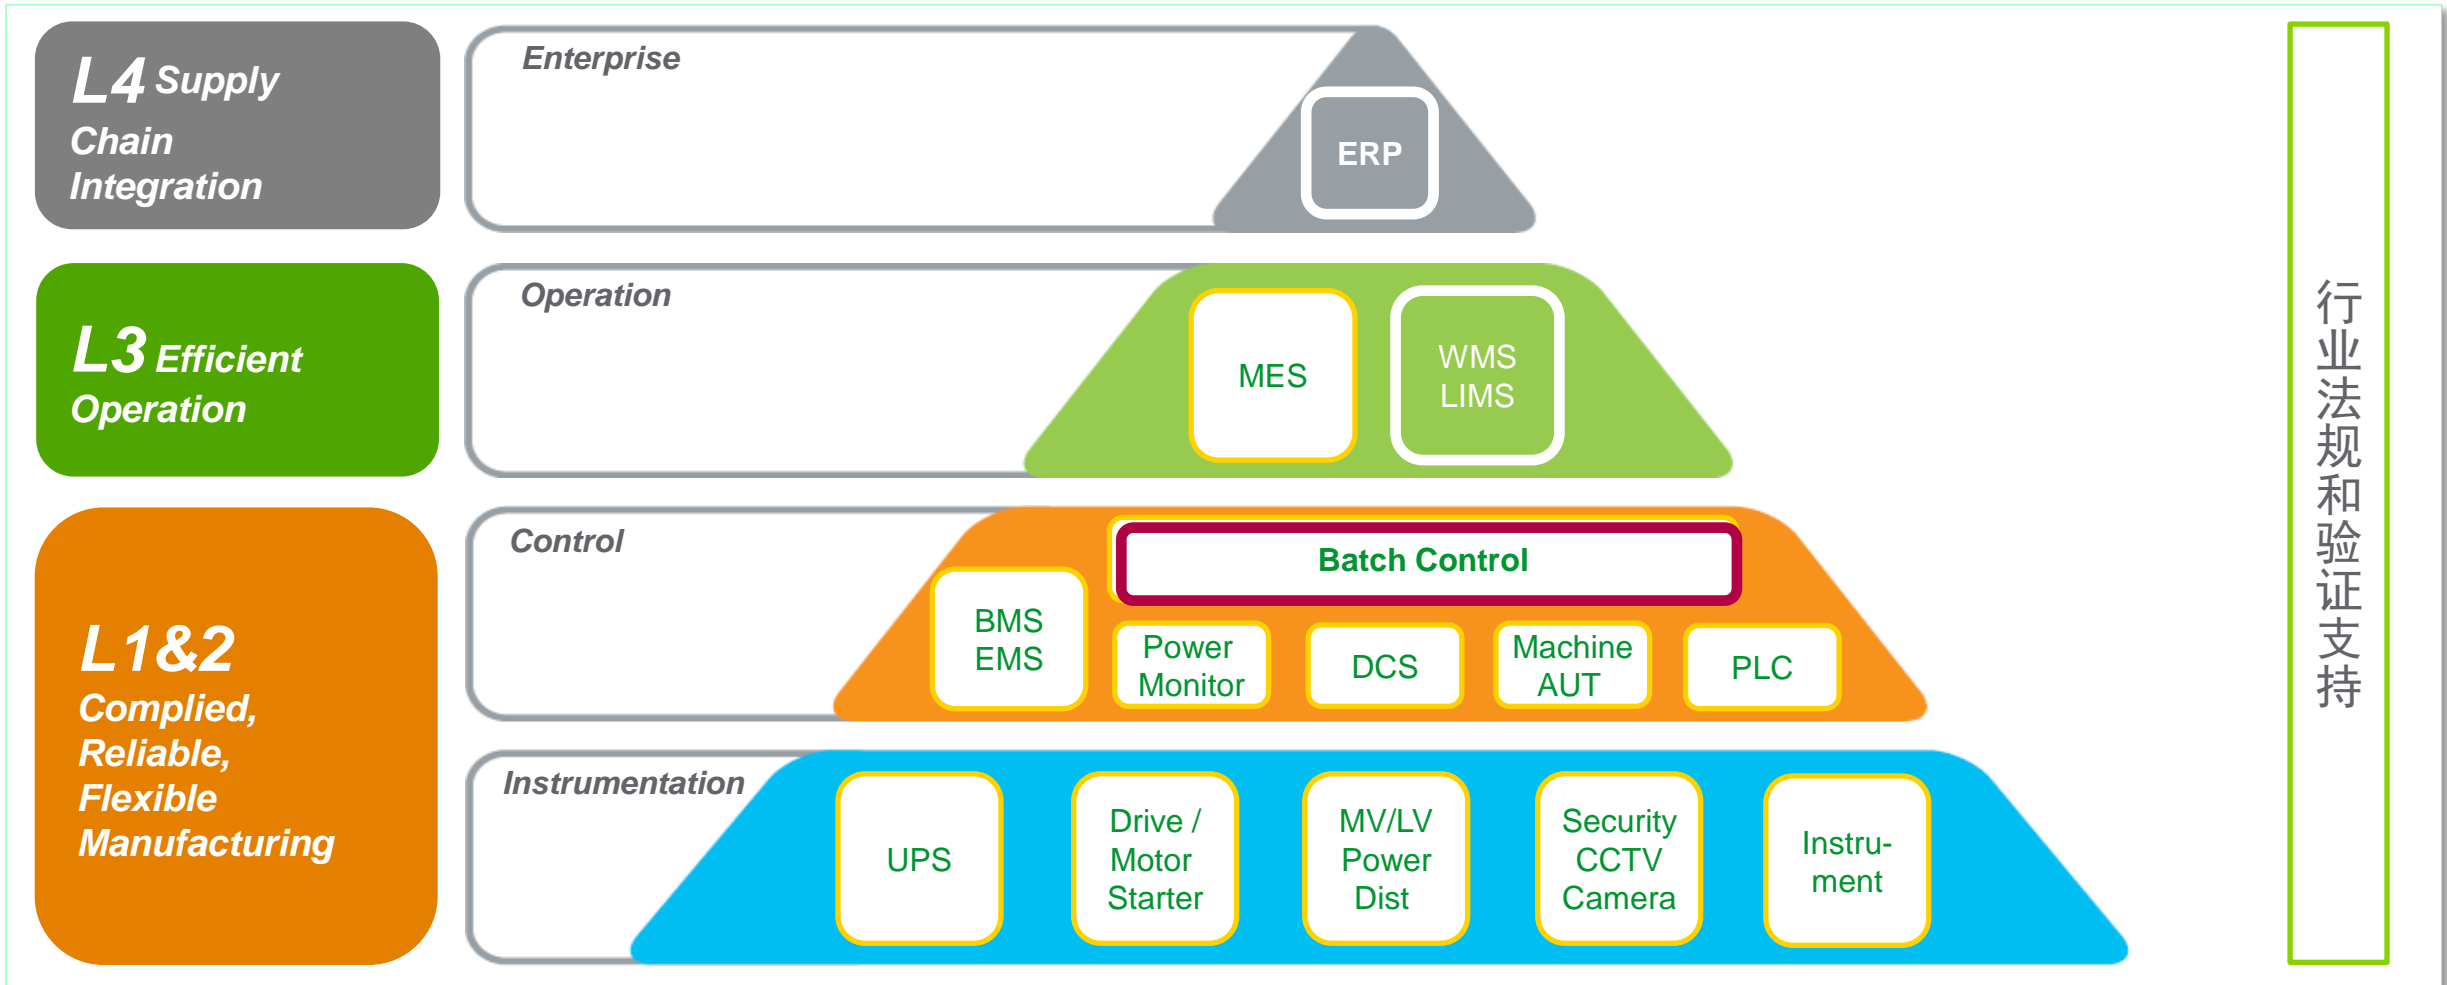 L4 Supply
Chain
Integration
Enterprise
ERP
L3 Efficient
Operation
Operation
MES
WMS
LIMS
L1&2
Complied,
Reliable,
Flexible
Manufacturing
Control
Batch Control
BMS
EMS
Power
Monitor
DCS
Machine
AUT
PLC
Instrumentation
UPS
Drive /
Motor
Starter
MV/LV
Power
Dist
Security
CCTV
Camera
Instru-
ment
行业法规和验证支持